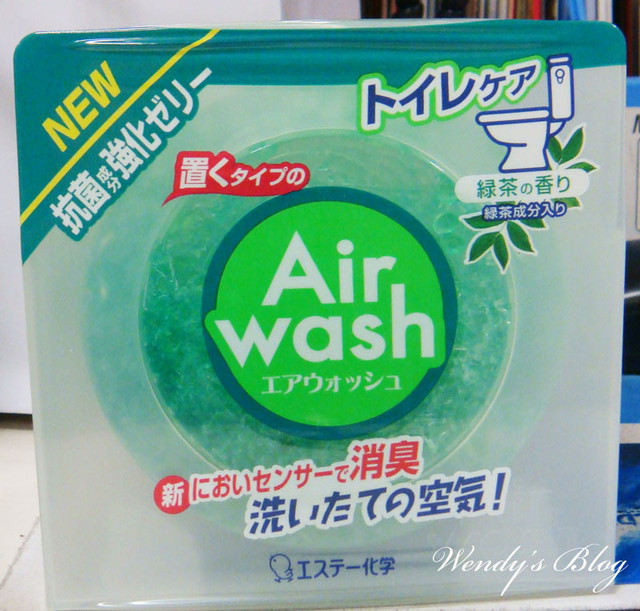 NEW
抗菌成分強化ゼリー
トイレケア
置くタイプの
緑茶の香り
緑茶成分入り
Air
wash
エアウォッシュ
新においセンサーで消臭
洗いたての空気!
エステー化学
Wendy's Blog